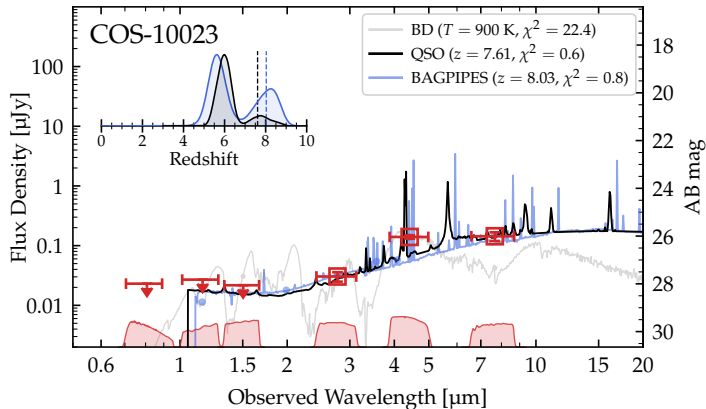 COS-10023
BD (T = 900 K, χ² = 22.4)
QSO (z = 7.61, χ² = 0.6)
BAGPIPES (z = 8.03, χ² = 0.8)
0 2 4 6 8 10
Redshift
Flux Density [μJy]
100
10
1
0.1
0.01
AB mag
18
20
22
24
26
28
30
0.6 1 1.5 2 3 4 5 6 10 15 20
Observed Wavelength [μm]